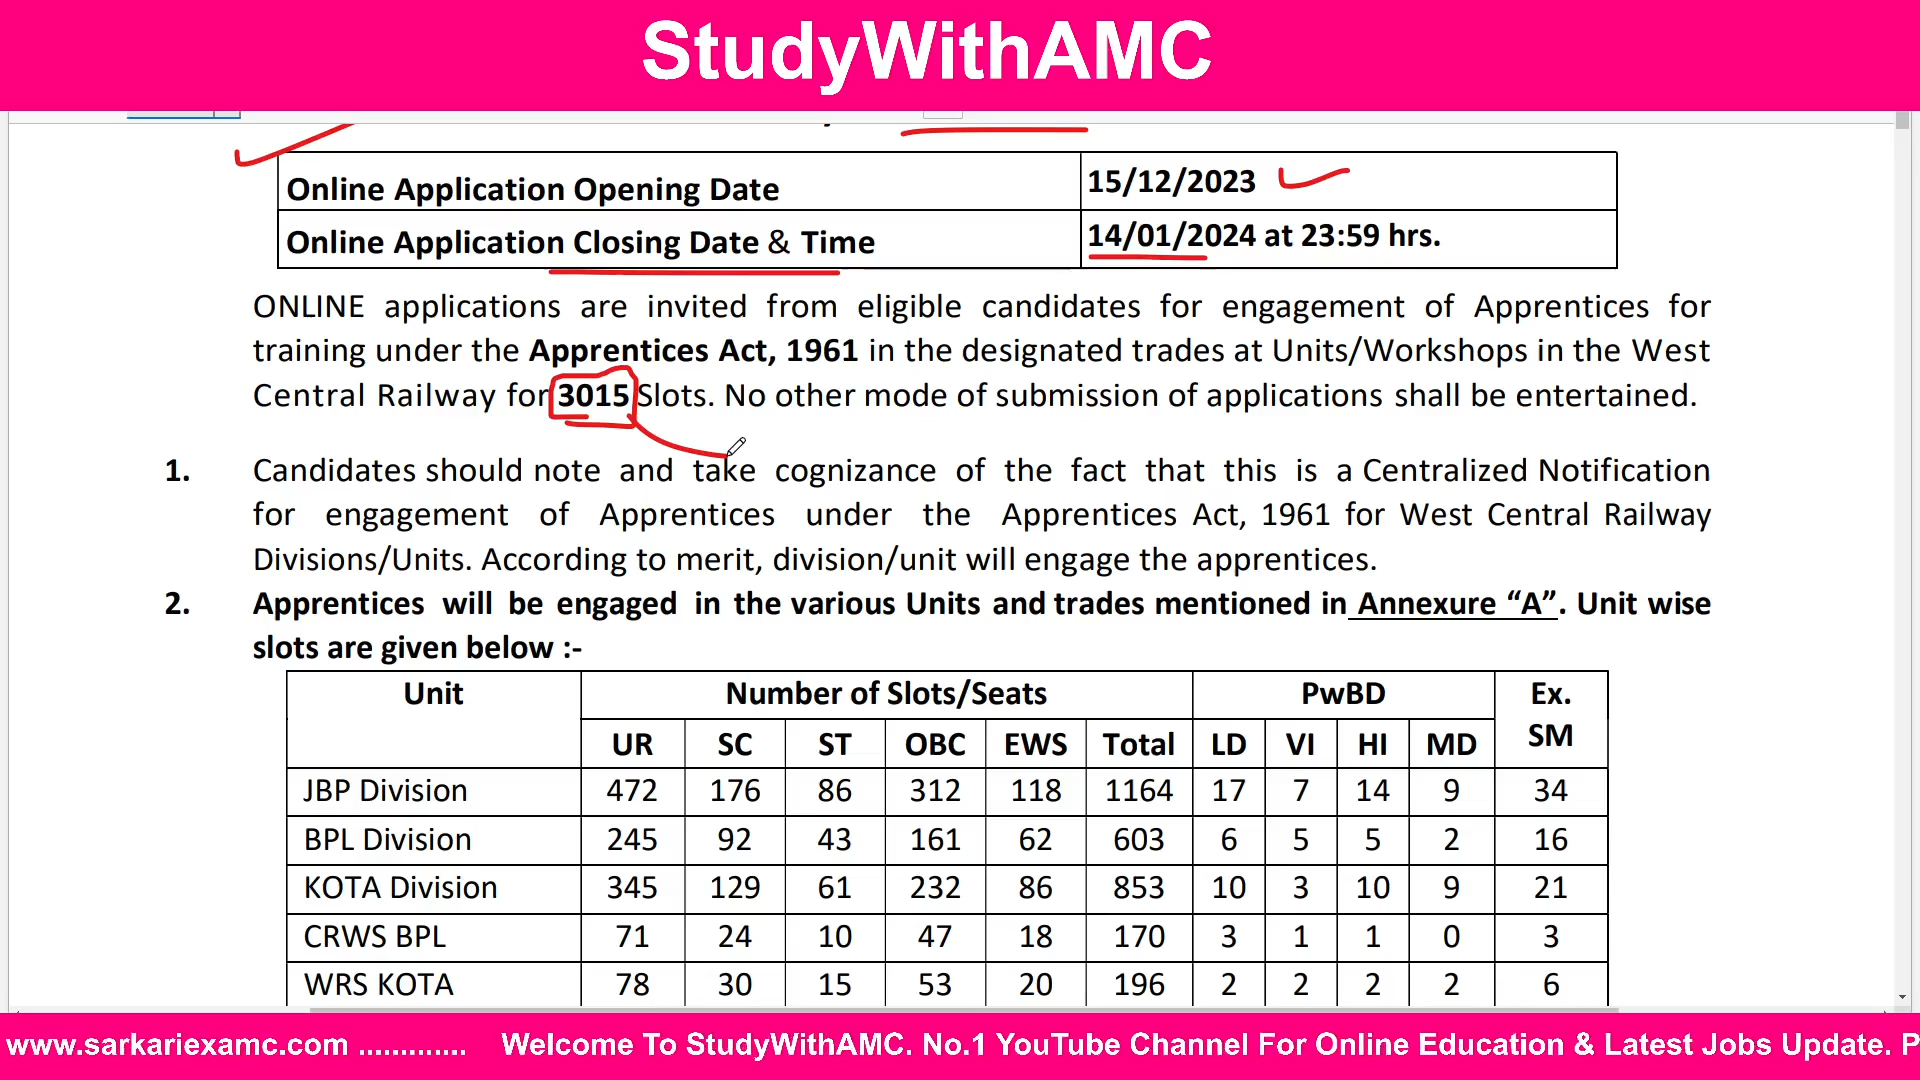 StudyWithAMC
Online Application Opening Date 15/12/2023
Online Application Closing Date & Time 14/01/2024 at 23:59 hrs.
ONLINE applications are invited from eligible candidates for engagement of Apprentices for
training under the Apprentices Act, 1961 in the designated trades at Units/Workshops in the West
Central Railway for 3015 Slots. No other mode of submission of applications shall be entertained.
1. Candidates should note and take cognizance of the fact that this is a Centralized Notification
for engagement of Apprentices under the Apprentices Act, 1961 for West Central Railway
Divisions/Units. According to merit, division/unit will engage the apprentices.
2. Apprentices will be engaged in the various Units and trades mentioned in Annexure “A”. Unit wise
slots are given below :-
Unit Number of Slots/Seats PwBD Ex. SM
UR SC ST OBC EWS Total LD VI HI MD
JBP Division 472 176 86 312 118 1164 17 7 14 9 34
BPL Division 245 92 43 161 62 603 6 5 5 2 16
KOTA Division 345 129 61 232 86 853 10 3 10 9 21
CRWS BPL 71 24 10 47 18 170 3 1 1 0 3
WRS KOTA 78 30 15 53 20 196 2 2 2 2 6
www.sarkariexamc.com ............. Welcome To StudyWithAMC. No.1 YouTube Channel For Online Education & Latest Jobs Update. P